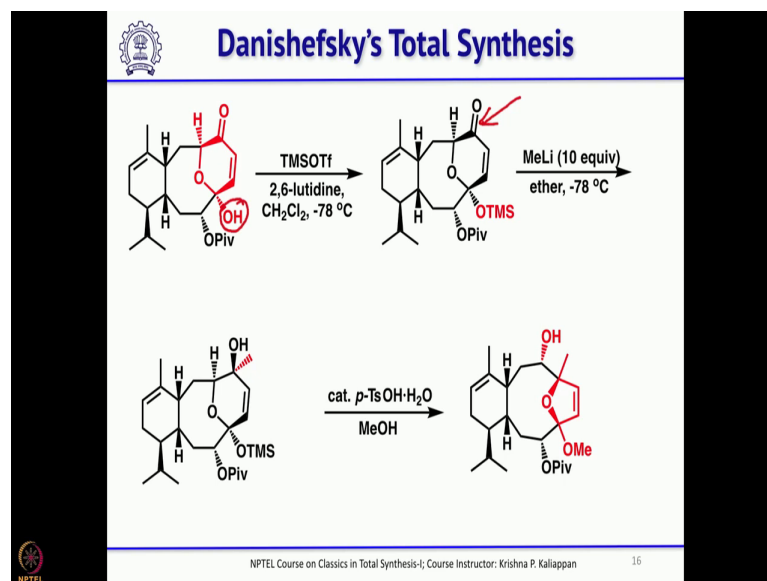 Danishefsky's Total Synthesis
H
O
H
O
H
OH
OPiv
TMSOTf
2,6-lutidine,
CH₂Cl₂, -78 ºC
H
O
H
O
H
OTMS
OPiv
MeLi (10 equiv)
ether, -78 ºC
H
OH
H
O
H
OTMS
OPiv
cat. p-TsOH·H₂O
MeOH
OH
H
O
H
OMe
OPiv
NPTEL Course on Classics in Total Synthesis-I; Course Instructor: Krishna P. Kaliappan
16
NPTEL